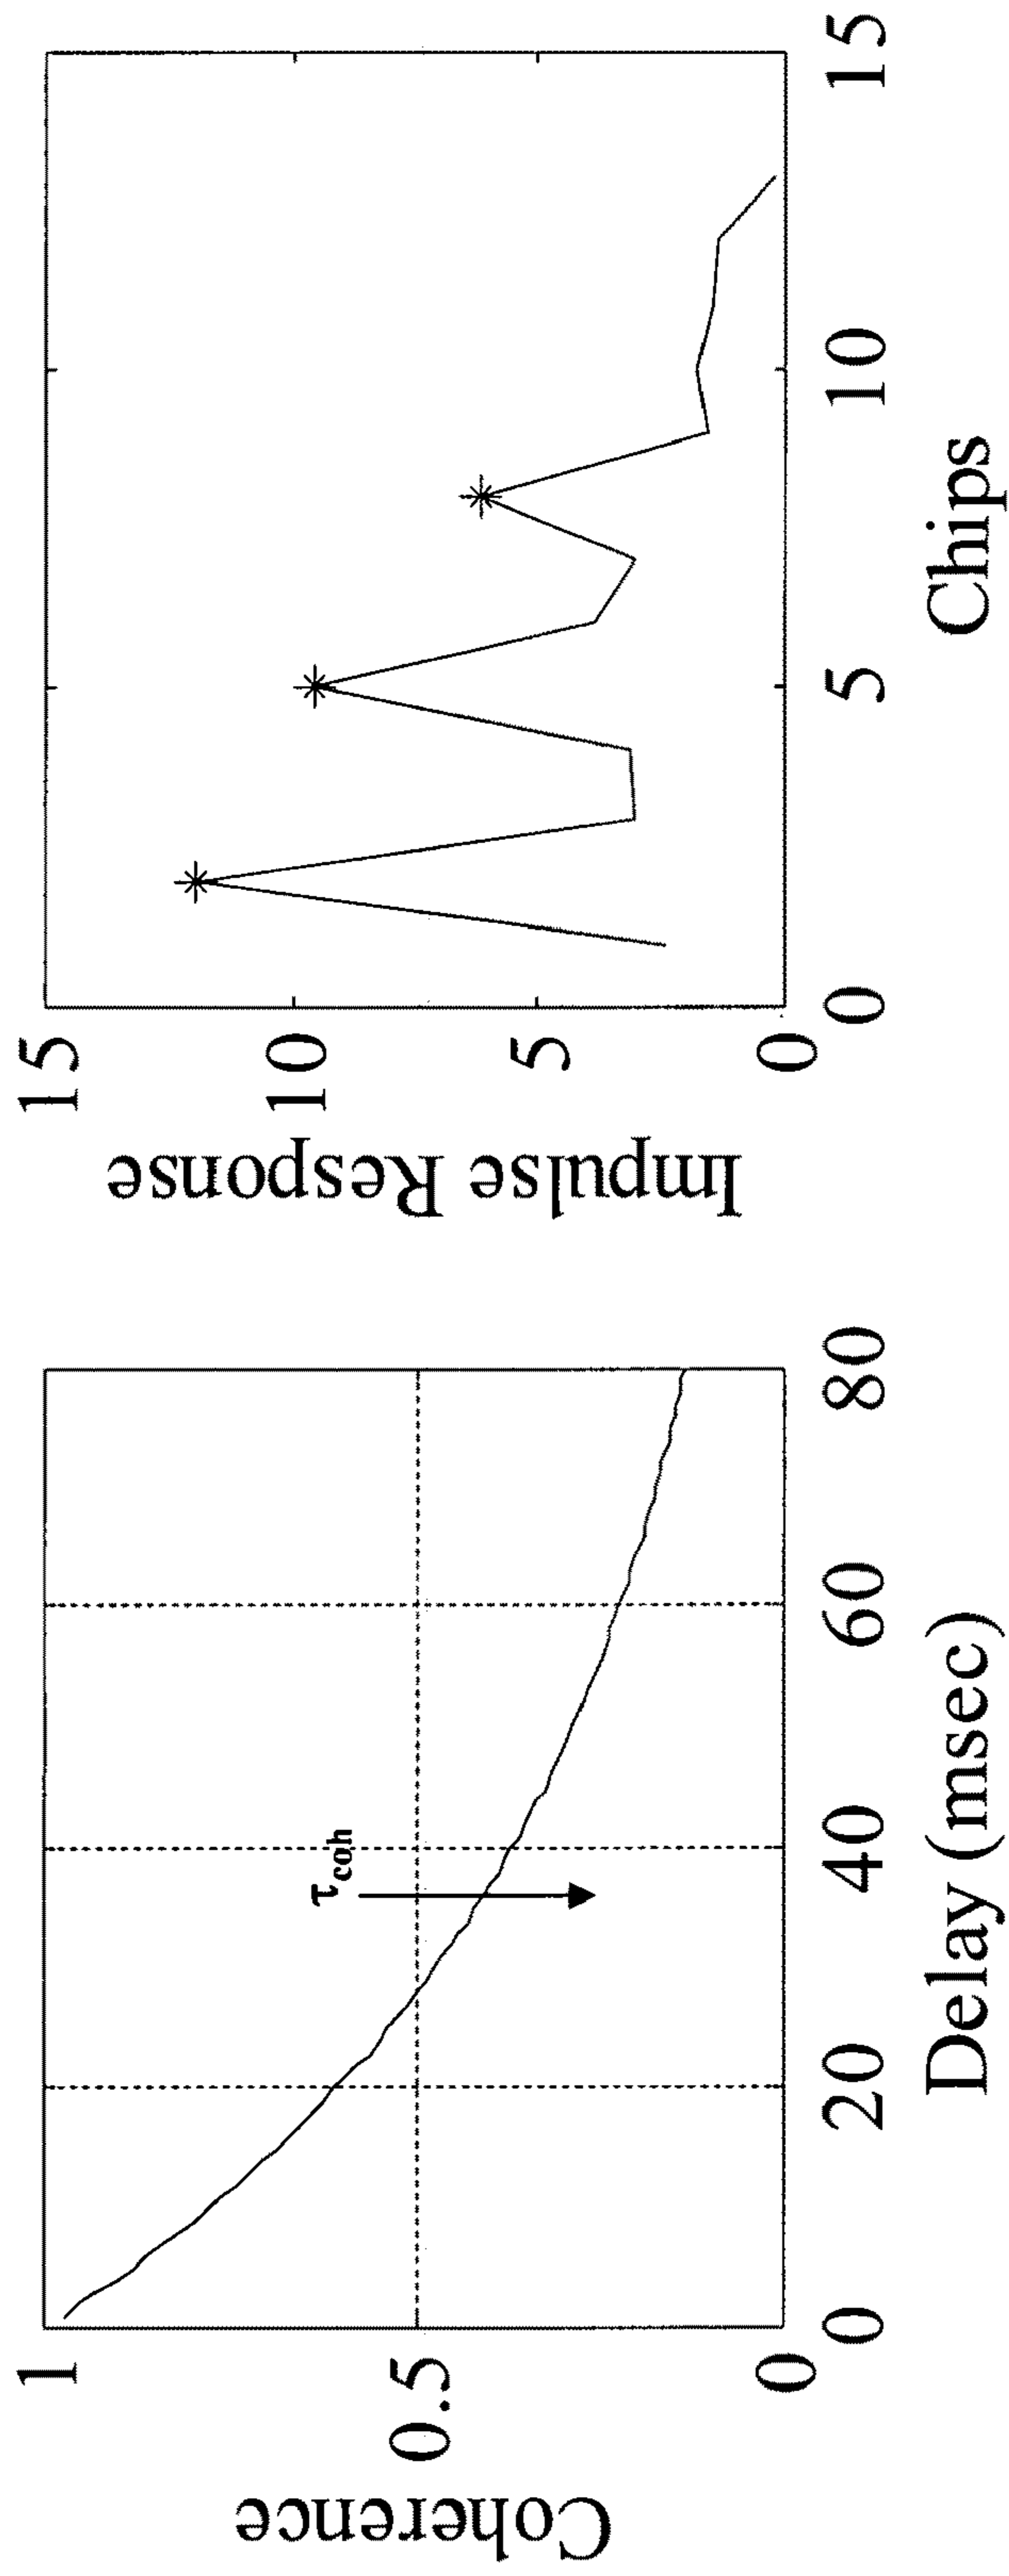 Coherence
1
0.5
0
τcoh
0 20 40 60 80
Delay (msec)
Impulse Response
15
10
5
0
0 5 10 15
Chips